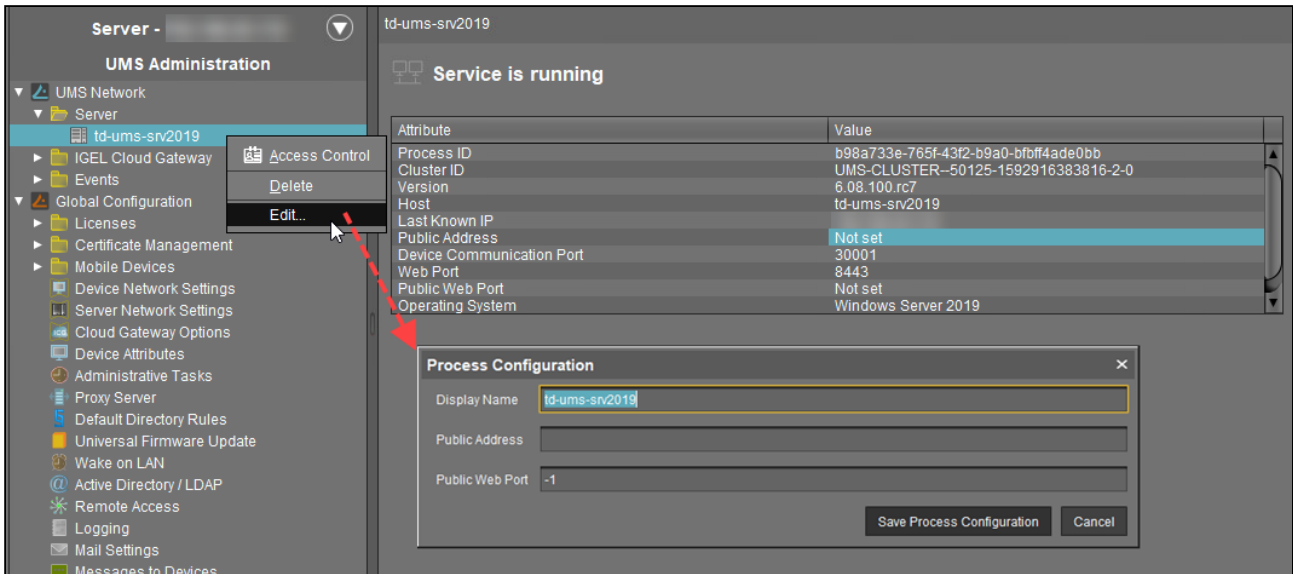 Server -
UMS Administration
UMS Network
Server
td-ums-srv2019
IGEL Cloud Gateway
Events
Global Configuration
Licenses
Certificate Management
Mobile Devices
Device Network Settings
Server Network Settings
Cloud Gateway Options
Device Attributes
Administrative Tasks
Proxy Server
Default Directory Rules
Universal Firmware Update
Wake on LAN
Active Directory / LDAP
Remote Access
Logging
Mail Settings
Messages to Devices
Access Control
Delete
Edit...
td-ums-srv2019
Service is running
Attribute Value
Process ID b98a733e-765f-43f2-b9a0-bfbff4ade0bb
Cluster ID UMS-CLUSTER--50125-1592916383816-2-0
Version 6.08.100.rc7
Host td-ums-srv2019
Last Known IP
Public Address Not set
Device Communication Port 30001
Web Port 8443
Public Web Port Not set
Operating System Windows Server 2019
Process Configuration
Display Name td-ums-srv2019
Public Address
Public Web Port -1
Save Process Configuration Cancel